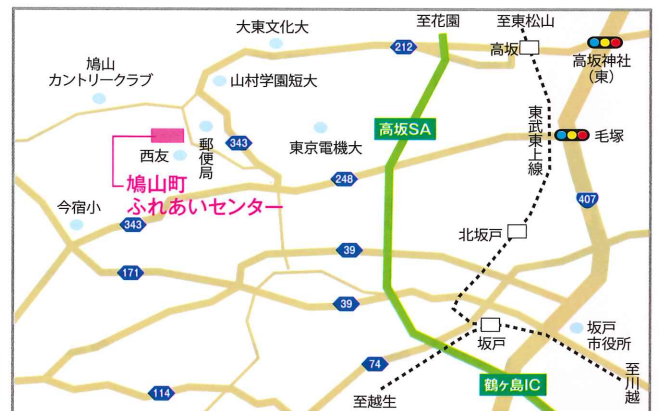 至花園
至東松山
大東文化大
212
高坂
高坂神社
（東）
鳩山
カントリークラブ
山村学園短大
高坂SA
東武東上線
毛塚
343
郵便局
東京電機大
西友
248
鳩山町
ふれあいセンター
407
今宿小
343
北坂戸
39
171
39
坂戸
坂戸
市役所
74
至川越
鶴ヶ島IC
114
至越生